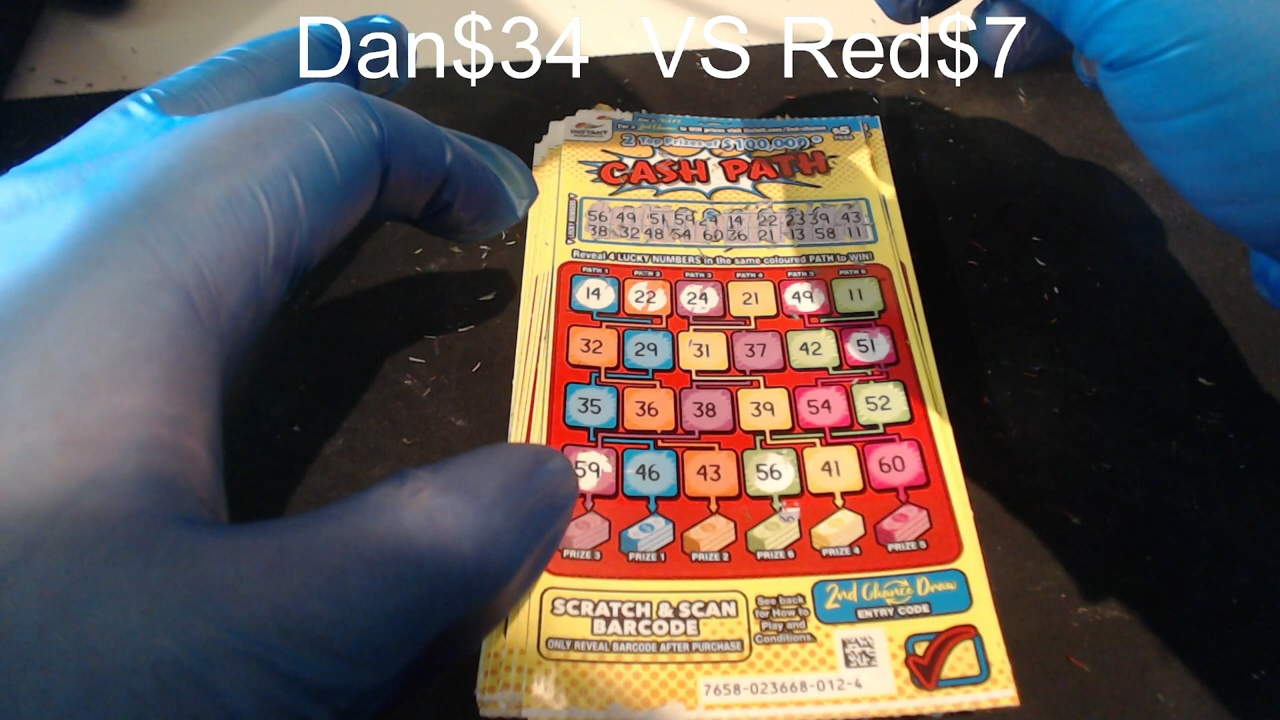 Dan$34 VS Red$7
INSTANT
$5
2 Top Prizes of $100,000
CASH PATH
56 49 51 59 29 14 22 23 39 43
38 32 48 54 60 26 21 13 58 11
Reveal 4 LUCKY NUMBERS in the same coloured PATH to WIN!
PATH 1 PATH 2 PATH 3 PATH 4 PATH 5 PATH 6
14 22 24 21 49 11
32 29 31 37 42 51
35 36 38 39 54 52
59 46 43 56 41 60
PRIZE 3 PRIZE 1 PRIZE 2 PRIZE 6 PRIZE 4 PRIZE 5
SCRATCH & SCAN
BARCODE
ONLY REVEAL BARCODE AFTER PURCHASE
See back
for How to
Play and
Conditions.
2nd Chance Draw
ENTRY CODE
7658-023668-012-4